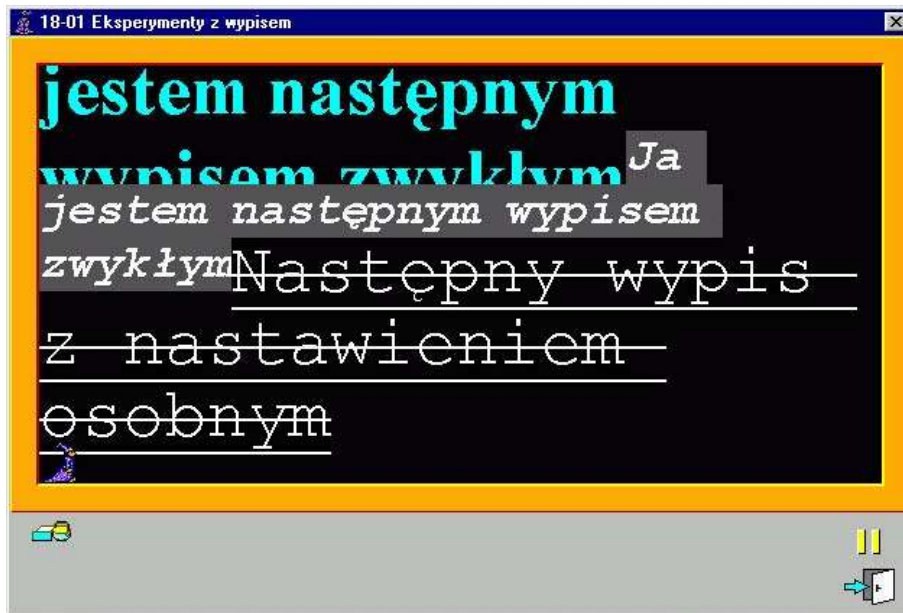 18-01 Eksperymenty z wypisem
jestem następnym
wypisem zwykłym Ja
jestem następnym wypisem
zwykłym Następny wypis
z nastawieniem
osobnym